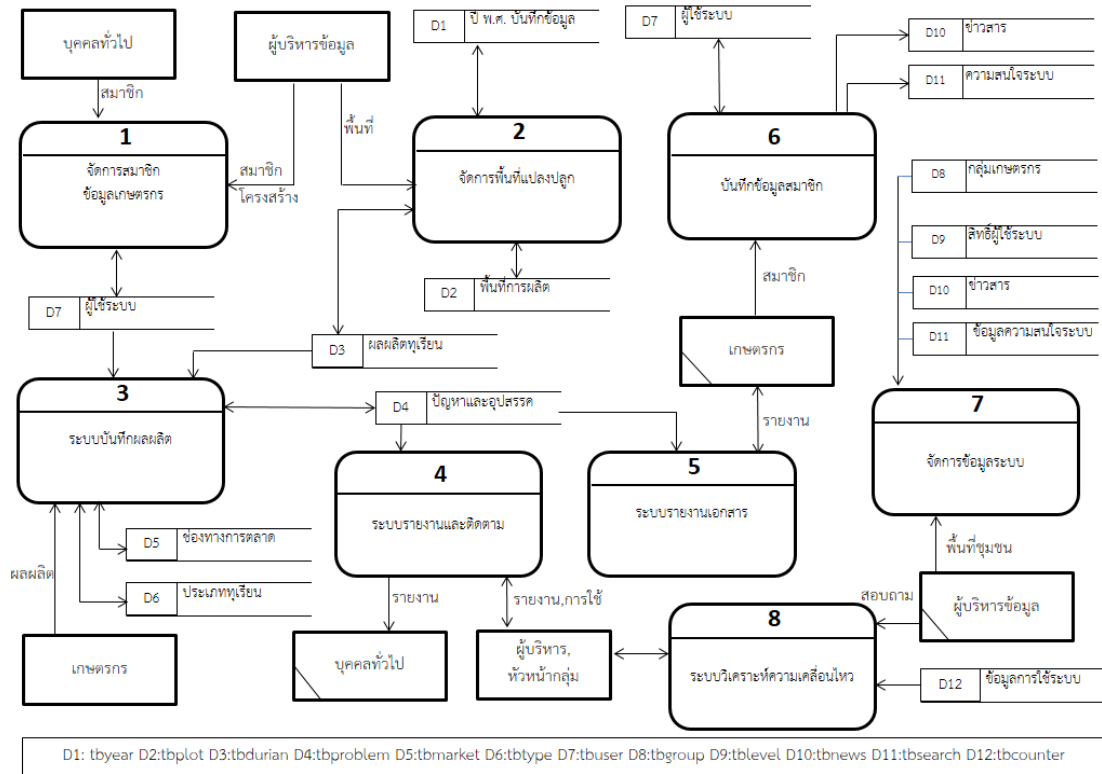 บุคคลทั่วไป
ผู้บริหารข้อมูล
D1 ปี พ.ศ. บันทึกข้อมูล
D7 ผู้ใช้ระบบ
D10 ข่าวสาร
D11 ความสนใจระบบ
สมาชิก
พื้นที่
1
จัดการสมาชิก
ข้อมูลเกษตรกร
สมาชิก
โครงสร้าง
2
จัดการพื้นที่แปลงปลูก
6
บันทึกข้อมูลสมาชิก
D8 กลุ่มเกษตรกร
D9 สิทธิ์ผู้ใช้ระบบ
D10 ข่าวสาร
D11 ข้อมูลความสนใจระบบ
D7 ผู้ใช้ระบบ
D2 พื้นที่การผลิต
สมาชิก
D3 ผลผลิตทุเรียน
เกษตรกร
3
ระบบบันทึกผลผลิต
D4 ปัญหาและอุปสรรค
รายงาน
4
ระบบรายงานและติดตาม
5
ระบบรายงานเอกสาร
7
จัดการข้อมูลระบบ
D5 ช่องทางการตลาด
D6 ประเภททุเรียน
ผลผลิต
รายงาน
รายงาน,การใช้
พื้นที่ชุมชน
สอบถาม
ผู้บริหารข้อมูล
เกษตรกร
บุคคลทั่วไป
ผู้บริหาร,
หัวหน้ากลุ่ม
8
ระบบวิเคราะห์ความเคลื่อนไหว
D12 ข้อมูลการใช้ระบบ
D1: tbyear D2:tbplot D3:tbdurian D4:tbproblem D5:tbmarket D6:tbtype D7:tbuser D8:tbgroup D9:tblevel D10:tbnews D11:tbsearch D12:tbcounter